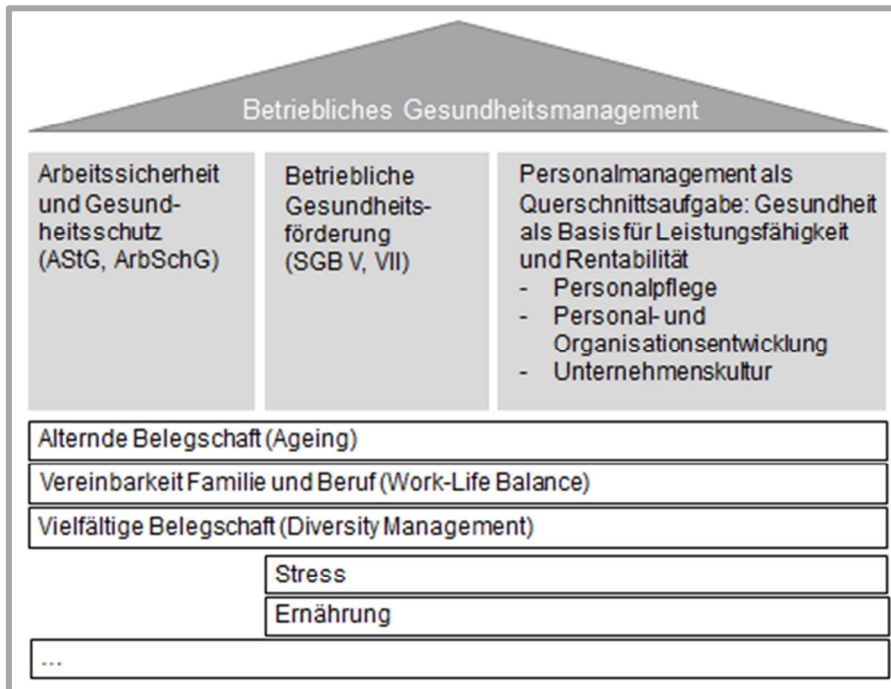 Betriebliches Gesundheitsmanagement
Arbeitssicherheit
und Gesund-
heitsschutz
(AStG, ArbSchG)
Betriebliche
Gesundheits-
förderung
(SGB V, VII)
Personalmanagement als
Querschnittsaufgabe: Gesundheit
als Basis für Leistungsfähigkeit
und Rentabilität
- Personalpflege
- Personal- und
Organisationsentwicklung
- Unternehmenskultur
Alternde Belegschaft (Ageing)
Vereinbarkeit Familie und Beruf (Work-Life Balance)
Vielfältige Belegschaft (Diversity Management)
Stress
Ernährung
...